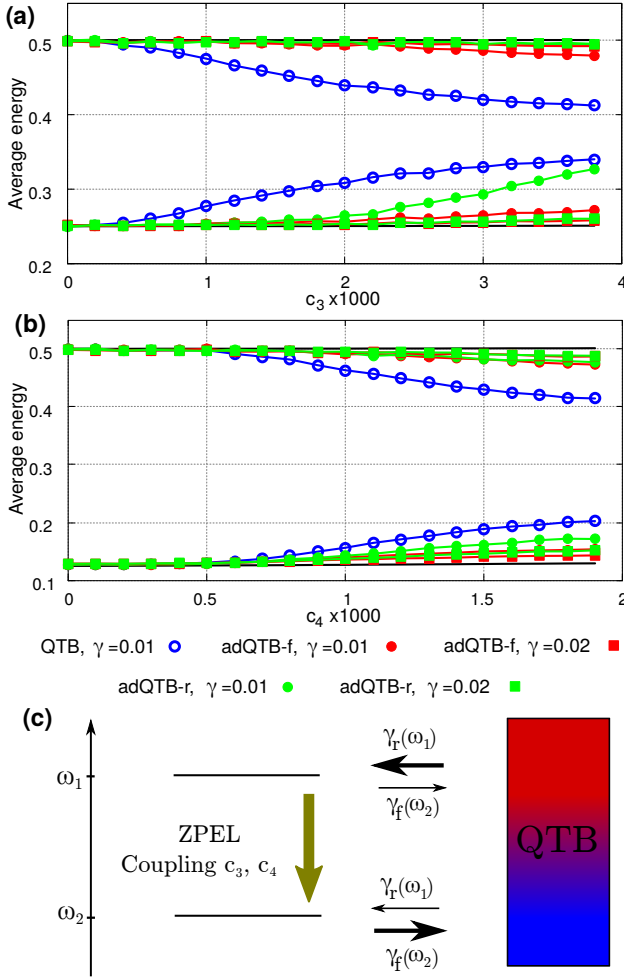 (a)
Average energy
0.5
0.4
0.3
0.2
0 1 2 3 4
c₃ x1000
(b)
Average energy
0.5
0.4
0.3
0.2
0.1
0 0.5 1 1.5 2
c₄ x1000
QTB, γ=0.01 adQTB-f, γ=0.01 adQTB-f, γ=0.02
adQTB-r, γ=0.01 adQTB-r, γ=0.02
(c)
ω₁
ω₂
ZPEL
Coupling c₃, c₄
γᵣ(ω₁)
γ_f(ω₂)
γᵣ(ω₁)
γ_f(ω₂)
QTB